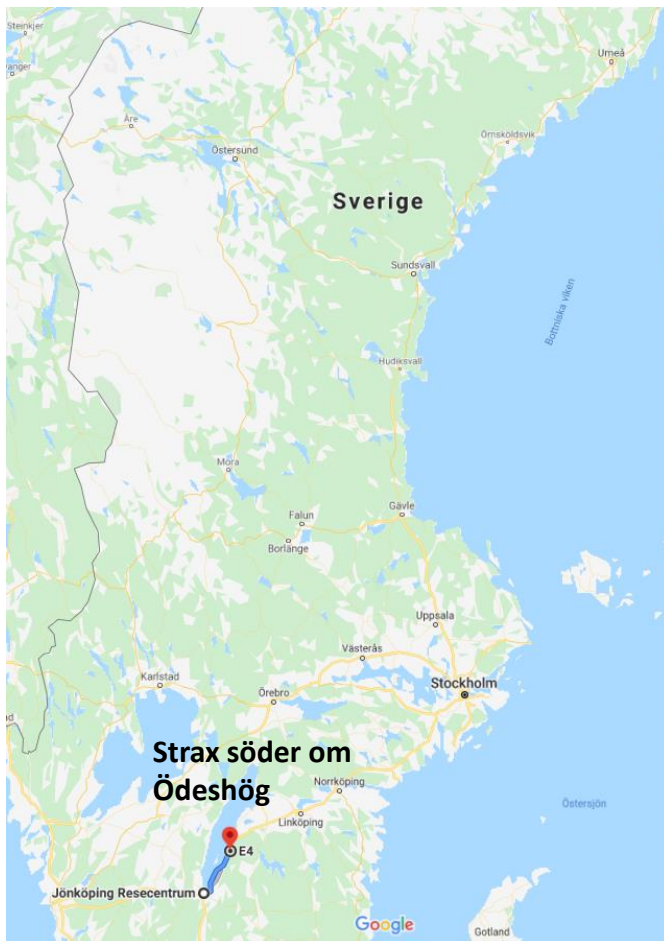 Steinkjer
Umeå
vanger
Åre
Östersund
Örnsköldsvik
Sverige
Sundsvall
Bottniska viken
Hudiksvall
Mora
Falun
Gävle
Borlänge
Uppsala
Västerås
Karlstad
Stockholm
Örebro
Strax söder om
Ödeshög
Norrköping
Östersjön
Linköping
E4
Jönköping Resecentrum
Google
Gotland